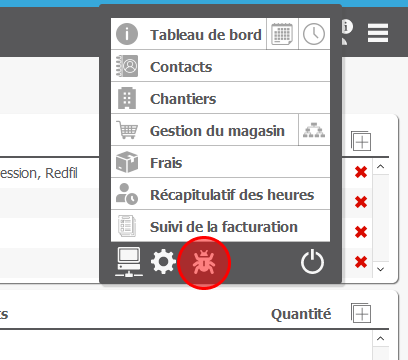 Tableau de bord
Contacts
Chantiers
Gestion du magasin
Frais
ession, Redfil
Récapitulatif des heures
Suivi de la facturation
ts Quantité